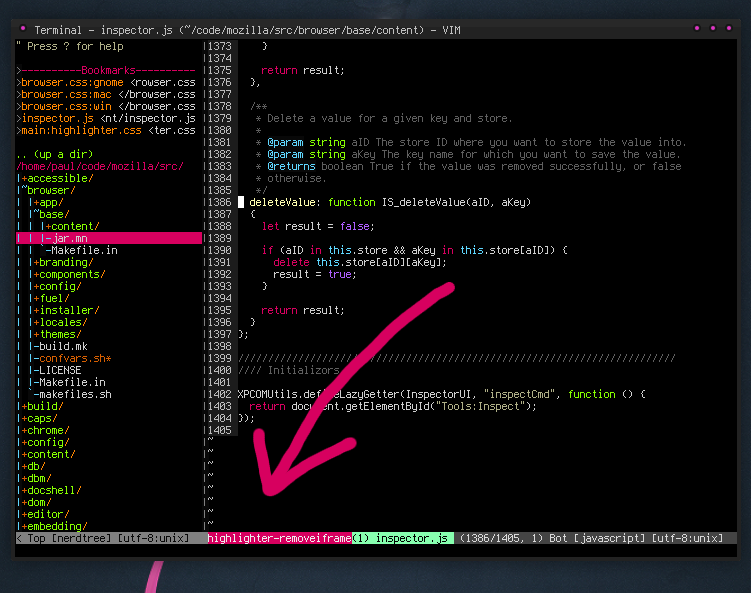 Terminal - inspector.js (~/code/mozilla/src/browser/base/content) - VIM
" Press ? for help
>----------Bookmarks----------
>browser.css:gnome <rowser.css
>browser.css:mac </browser.css
>browser.css:win </browser.css
>inspector.js <nt/inspector.js
>main:highlighter.css <ter.css
.. (up a dir)
/home/paul/code/mozilla/src/
|+accessible/
|~browser/
| |+app/
| |~base/
| | |+content/
| | |-jar.mn
| | `-Makefile.in
| |+branding/
| |+components/
| |+config/
| |+fuel/
| |+installer/
| |+locales/
| |+themes/
| |-build.mk
| |-confvars.sh*
| |-LICENSE
| |-Makefile.in
| `-makefiles.sh
|+build/
|+caps/
|+chrome/
|+config/
|+content/
|+db/
|+dbm/
|+docshell/
|+dom/
|+editor/
|+embedding/
|1373     }
|1374
|1375     return result;
|1376   },
|1377
|1378   /**
|1379    * Delete a value for a given key and store.
|1380    *
|1381    * @param string aID The store ID where you want to store the value into.
|1382    * @param string aKey The key name for which you want to save the value.
|1383    * @returns boolean True if the value was removed successfully, or false
|1384    * otherwise.
|1385    */
|1386   deleteValue: function IS_deleteValue(aID, aKey)
|1387   {
|1388     let result = false;
|1389
|1390     if (aID in this.store && aKey in this.store[aID]) {
|1391       delete this.store[aID][aKey];
|1392       result = true;
|1393     }
|1394
|1395     return result;
|1396   }
|1397 };
|1398
|1399 /////////////////////////////////////////////////////////////////////////
|1400 //// Initializors
|1401
|1402 XPCOMUtils.defineLazyGetter(InspectorUI, "inspectCmd", function () {
|1403   return document.getElementById("Tools:Inspect");
|1404 });
|1405
|~
|~
|~
|~
|~
|~
|~
|~
< Top [nerdtree] [utf-8:unix] highlighter-removeiframe(1) inspector.js (1386/1405, 1) Bot [javascript] [utf-8:unix]